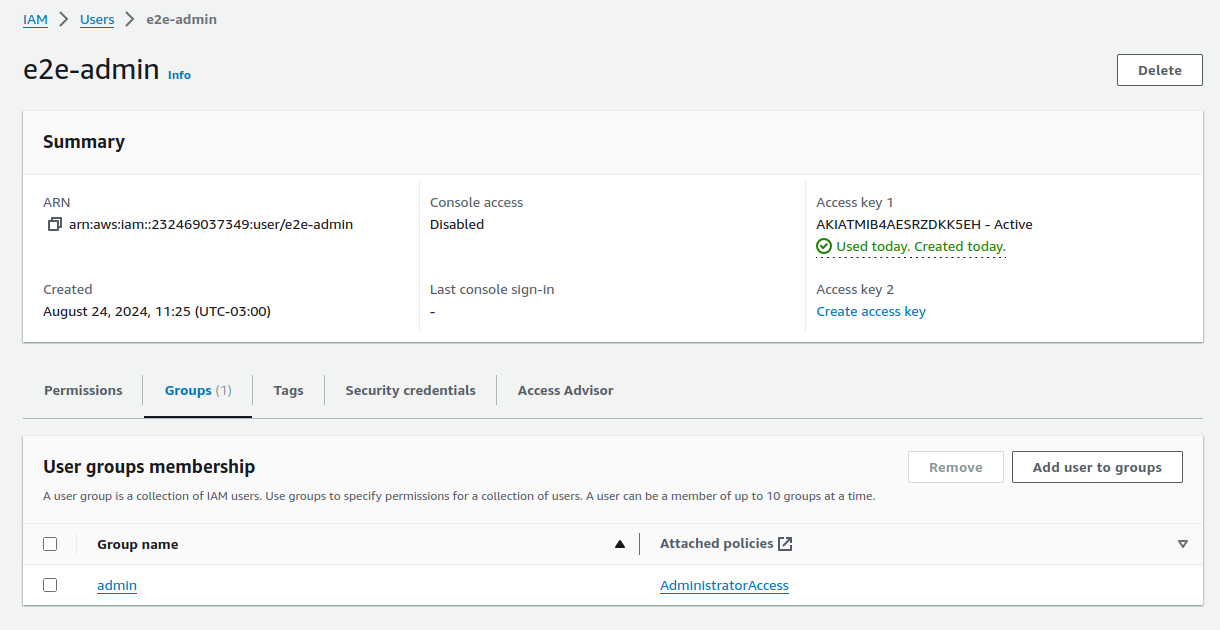 IAM > Users > e2e-admin
e2e-admin Info
Delete
Summary
ARN
arn:aws:iam::232469037349:user/e2e-admin
Console access
Disabled
Access key 1
AKIATMIB4AESRZDKK5EH - Active
Used today. Created today.
Created
August 24, 2024, 11:25 (UTC-03:00)
Last console sign-in
-
Access key 2
Create access key
Permissions
Groups (1)
Tags
Security credentials
Access Advisor
User groups membership
Remove
Add user to groups
A user group is a collection of IAM users. Use groups to specify permissions for a collection of users. A user can be a member of up to 10 groups at a time.
Group name
Attached policies
admin
AdministratorAccess